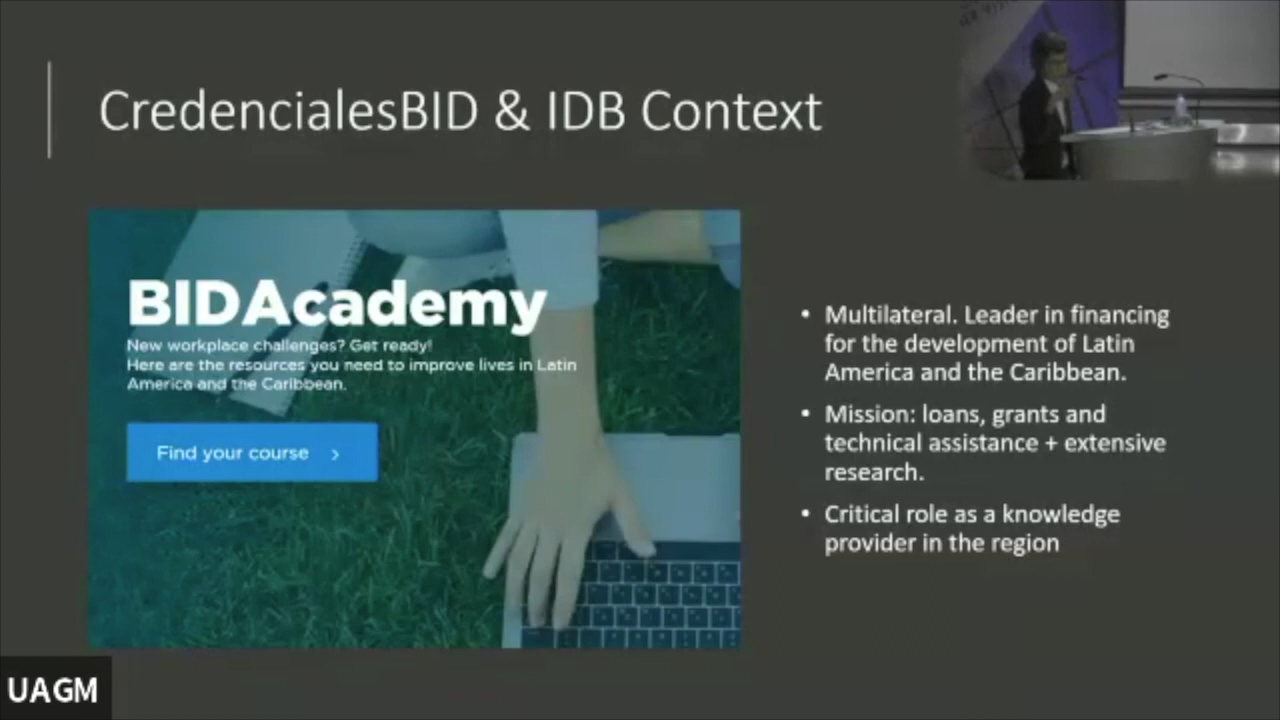 CredencialesBID & IDB Context
BIDAcademy
New workplace challenges? Get ready!
Here are the resources you need to improve lives in Latin
America and the Caribbean.
Find your course ›
• Multilateral. Leader in financing
for the development of Latin
America and the Caribbean.
• Mission: loans, grants and
technical assistance + extensive
research.
• Critical role as a knowledge
provider in the region
UAGM